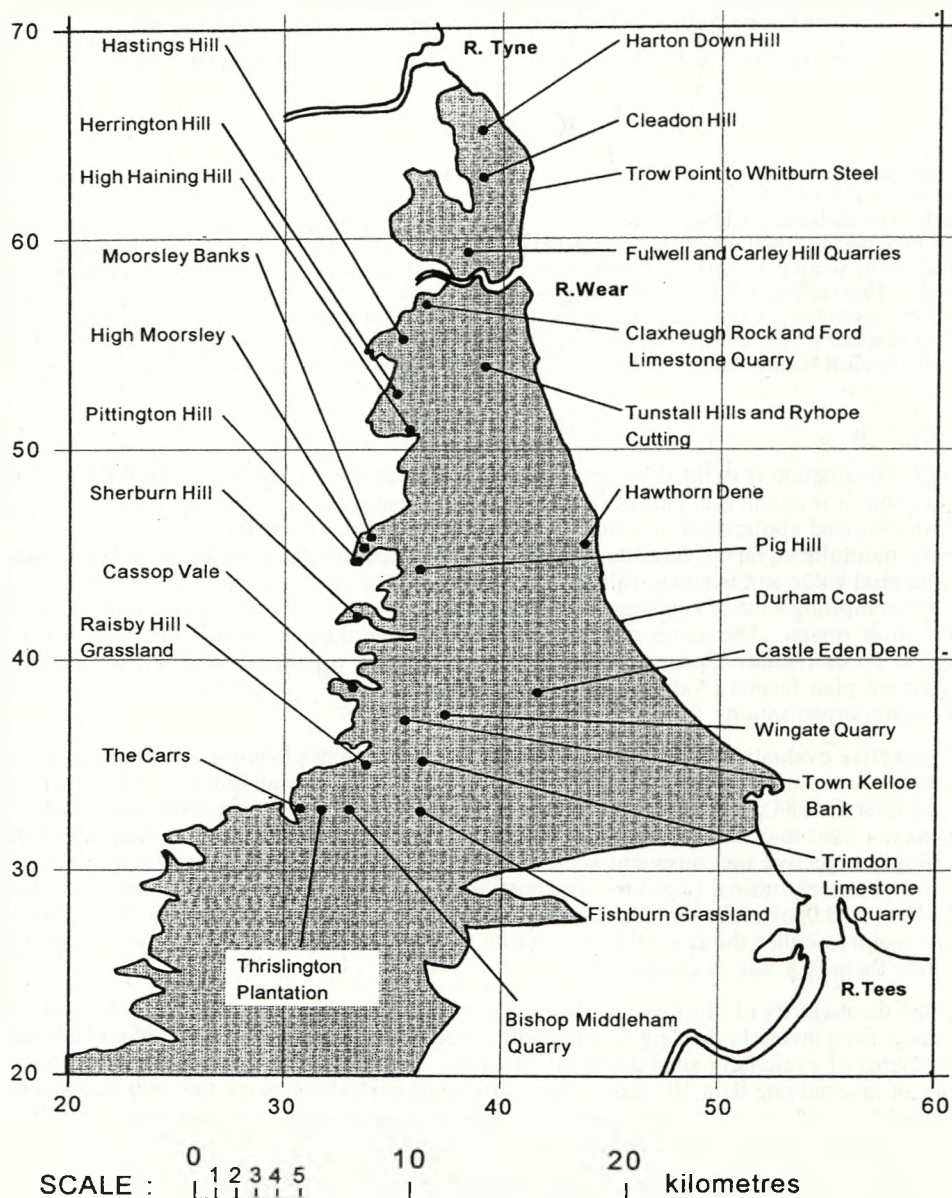 70
Hastings Hill
R. Tyne
Harton Down Hill
Herrington Hill
Cleadon Hill
High Haining Hill
Trow Point to Whitburn Steel
60
Moorsley Banks
Fulwell and Carley Hill Quarries
R.Wear
High Moorsley
Claxheugh Rock and Ford
Limestone Quarry
Pittington Hill
Tunstall Hills and Ryhope
Cutting
50
Sherburn Hill
Hawthorn Dene
Cassop Vale
Pig Hill
Durham Coast
Raisby Hill
Grassland
40
Castle Eden Dene
Wingate Quarry
The Carrs
Town Kelloe
Bank
30
Trimdon
Limestone
Quarry
Fishburn Grassland
Thrislington
Plantation
R.Tees
Bishop Middleham
Quarry
20
20 30 40 50 60
0 10 20
SCALE : 1 2 3 4 5 kilometres